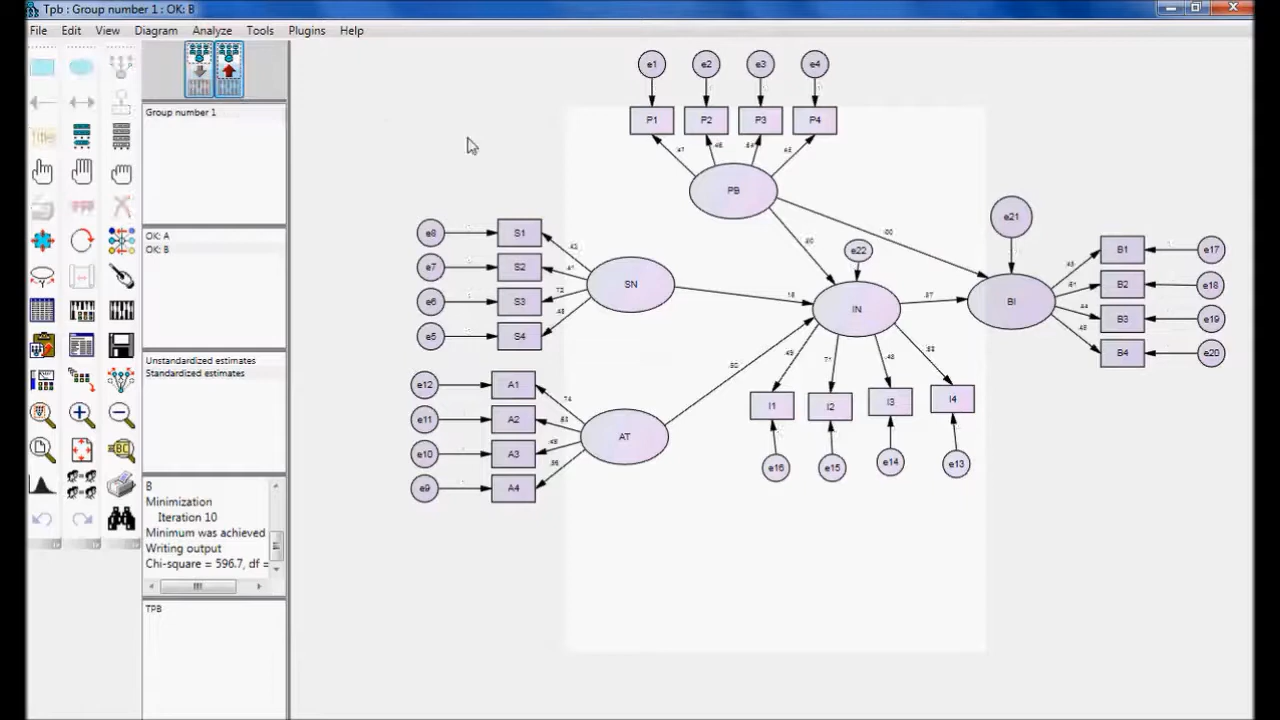 Tpb : Group number 1 : OK: B
File Edit View Diagram Analyze Tools Plugins Help
Title
Group number 1
OK: A
OK: B
Unstandardized estimates
Standardized estimates
B
Minimization
Iteration 10
Minimum was achieved
Writing output
Chi-square = 596.7, df =
TPB
e1 e2 e3 e4
P1 P2 P3 P4
PB
e8 S1
e7 S2
e6 S3
e5 S4
SN
e12 A1
e11 A2
e10 A3
e9 A4
AT
e22
IN
I1 I2 I3 I4
e16 e15 e14 e13
e21
BI
B1 e17
B2 e18
B3 e19
B4 e20